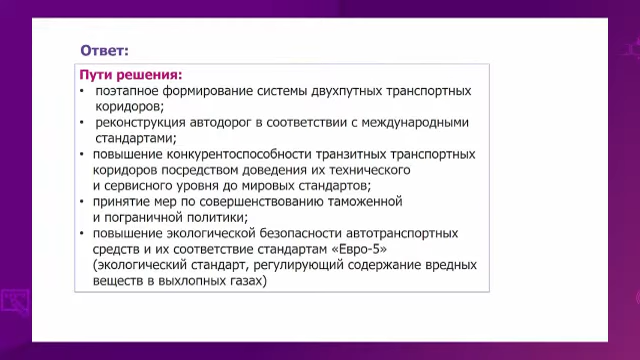 Ответ:
Пути решения:
• поэтапное формирование системы двухпутных транспортных
коридоров;
• реконструкция автодорог в соответствии с международными
стандартами;
• повышение конкурентоспособности транзитных транспортных
коридоров посредством доведения их технического
и сервисного уровня до мировых стандартов;
• принятие мер по совершенствованию таможенной
и пограничной политики;
• повышение экологической безопасности автотранспортных
средств и их соответствие стандартам «Евро-5»
(экологический стандарт, регулирующий содержание вредных
веществ в выхлопных газах)